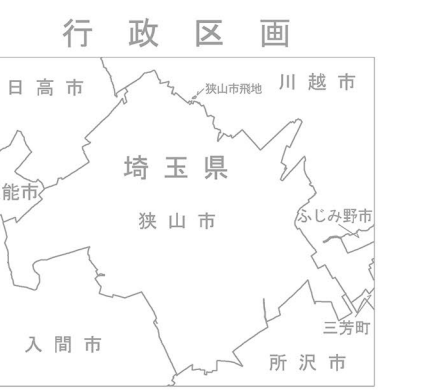 行政区画
日高市
狭山市飛地
川越市
埼玉県
能市
狭山市
ふじみ野市
三芳町
入間市
所沢市